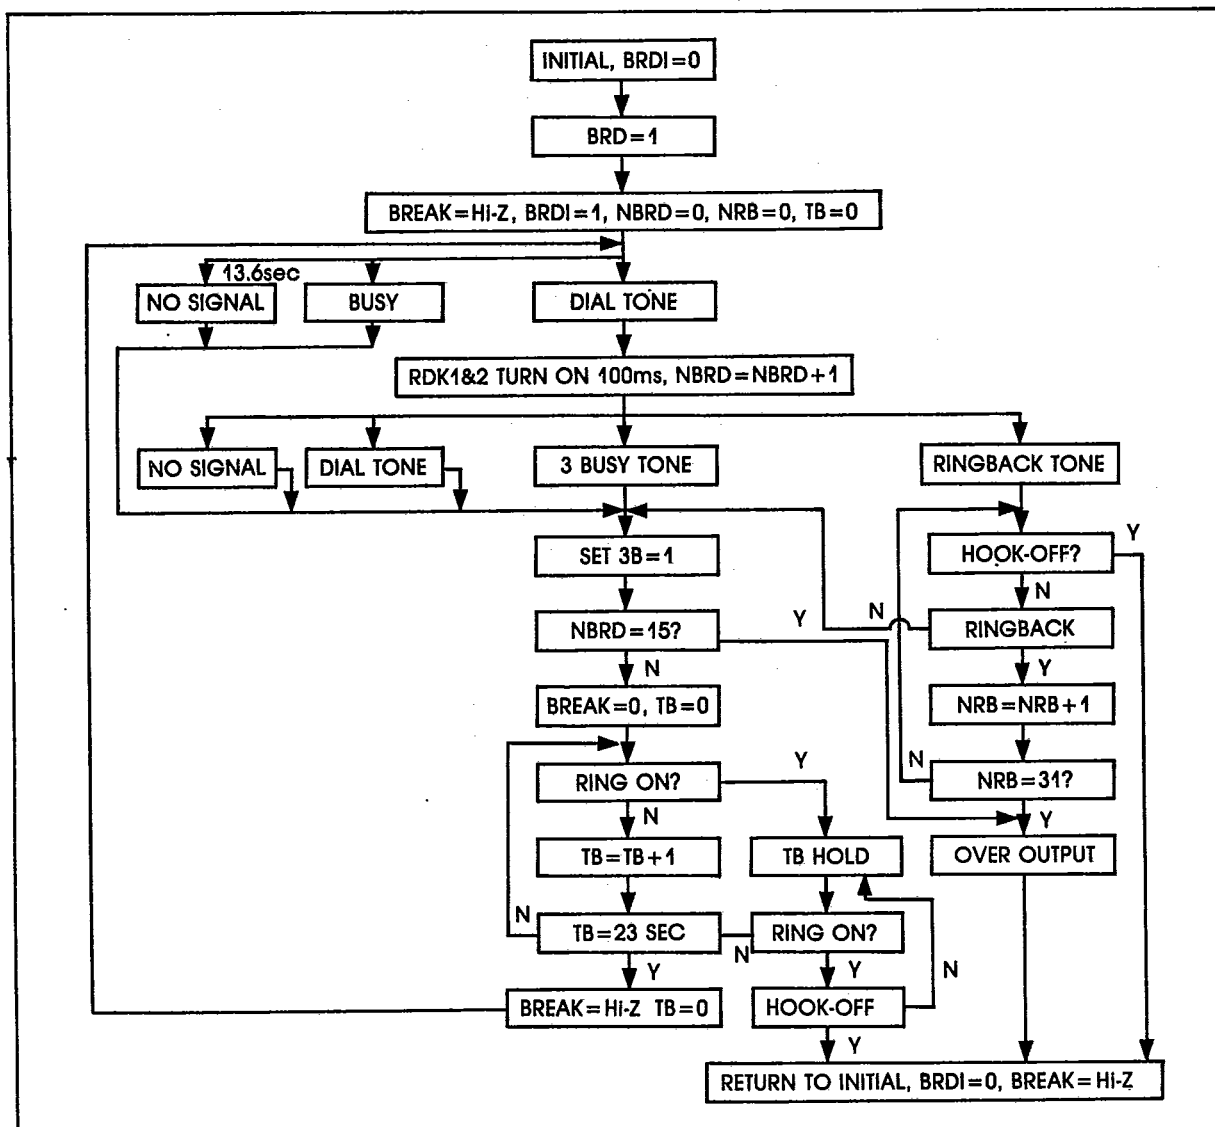 INITIAL, BRDI=0
BRD=1
BREAK=Hi-Z, BRDI=1, NBRD=0, NRB=0, TB=0
13.6sec
NO SIGNAL
BUSY
DIAL TONE
RDK1&2 TURN ON 100ms, NBRD=NBRD+1
NO SIGNAL
DIAL TONE
3 BUSY TONE
RINGBACK TONE
Y
SET 3B=1
HOOK-OFF?
N
Y
N
NBRD=15?
RINGBACK
N
Y
BREAK=0, TB=0
NRB=NRB+1
Y
N
RING ON?
NRB=31?
N
Y
TB=TB+1
TB HOLD
OVER OUTPUT
N
TB=23 SEC
N
RING ON?
Y
Y
N
BREAK=Hi-Z TB=0
HOOK-OFF
Y
RETURN TO INITIAL, BRDI=0, BREAK=Hi-Z